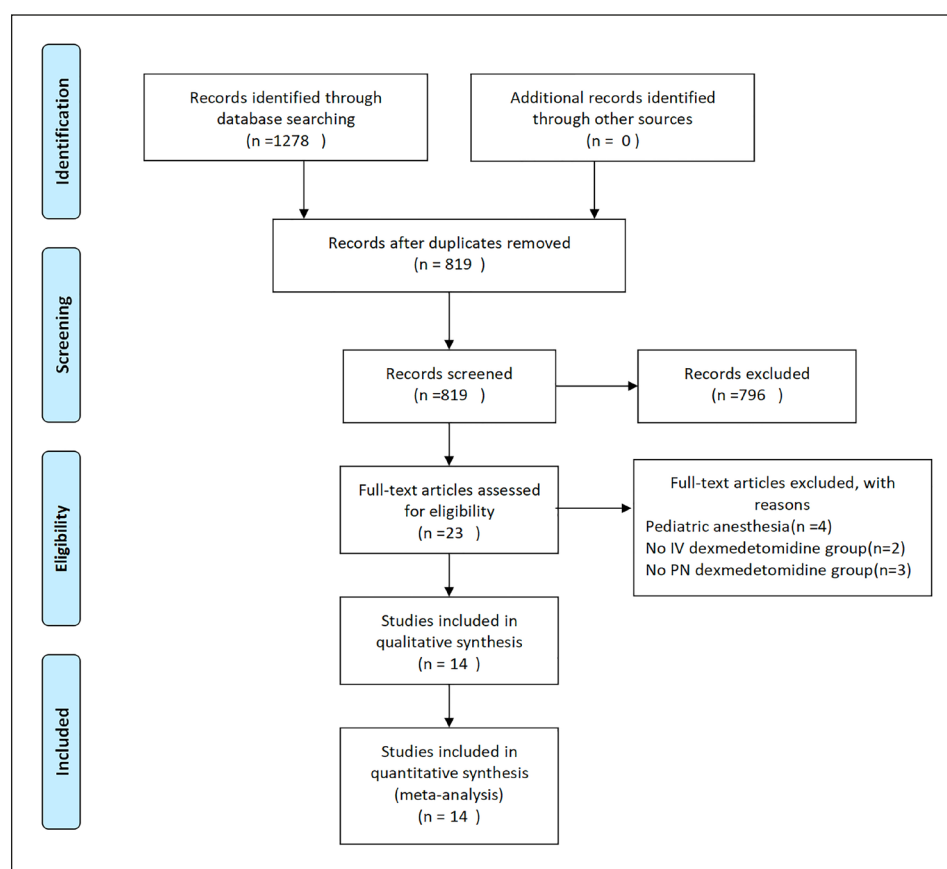 Identification
Records identified through
database searching
(n =1278 )
Additional records identified
through other sources
(n = 0 )
Records after duplicates removed
(n = 819 )
Screening
Records screened
(n =819 )
Records excluded
(n =796 )
Eligibility
Full-text articles assessed
for eligibility
(n =23 )
Full-text articles excluded, with
reasons
Pediatric anesthesia(n =4)
No IV dexmedetomidine group(n=2)
No PN dexmedetomidine group(n=3)
Studies included in
qualitative synthesis
(n = 14 )
Included
Studies included in
quantitative synthesis
(meta-analysis)
(n = 14 )